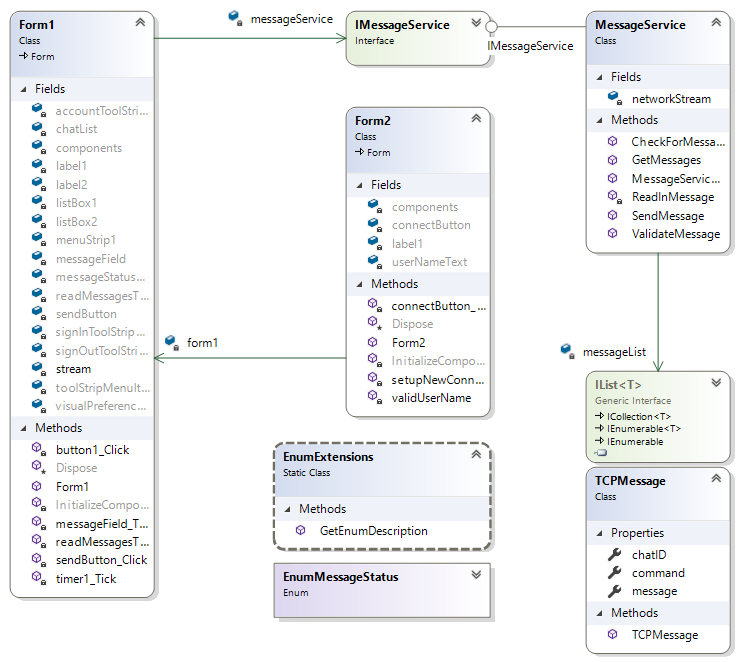 Form1
Class
Form
Fields
accountToolStri...
chatList
components
label1
label2
listBox1
listBox2
menuStrip1
messageField
messageStatus...
readMessagesT...
sendButton
signInToolStrip...
signOutToolStri...
stream
toolStripMenuIt...
visualPreferenc...
Methods
button1_Click
Dispose
Form1
InitializeCompo...
messageField_T...
readMessagesT...
sendButton_Click
timer1_Tick
messageService
IMessageService
Interface
IMessageService
MessageService
Class
Fields
networkStream
Methods
CheckForMessa...
GetMessages
MessageServic...
ReadInMessage
SendMessage
ValidateMessage
Form2
Class
Form
Fields
components
connectButton
label1
userNameText
Methods
connectButton_...
Dispose
Form2
InitializeCompo...
setupNewConn...
validUserName
form1
messageList
IList<T>
Generic Interface
ICollection<T>
IEnumerable<T>
IEnumerable
EnumExtensions
Static Class
Methods
GetEnumDescription
EnumMessageStatus
Enum
TCPMessage
Class
Properties
chatID
command
message
Methods
TCPMessage